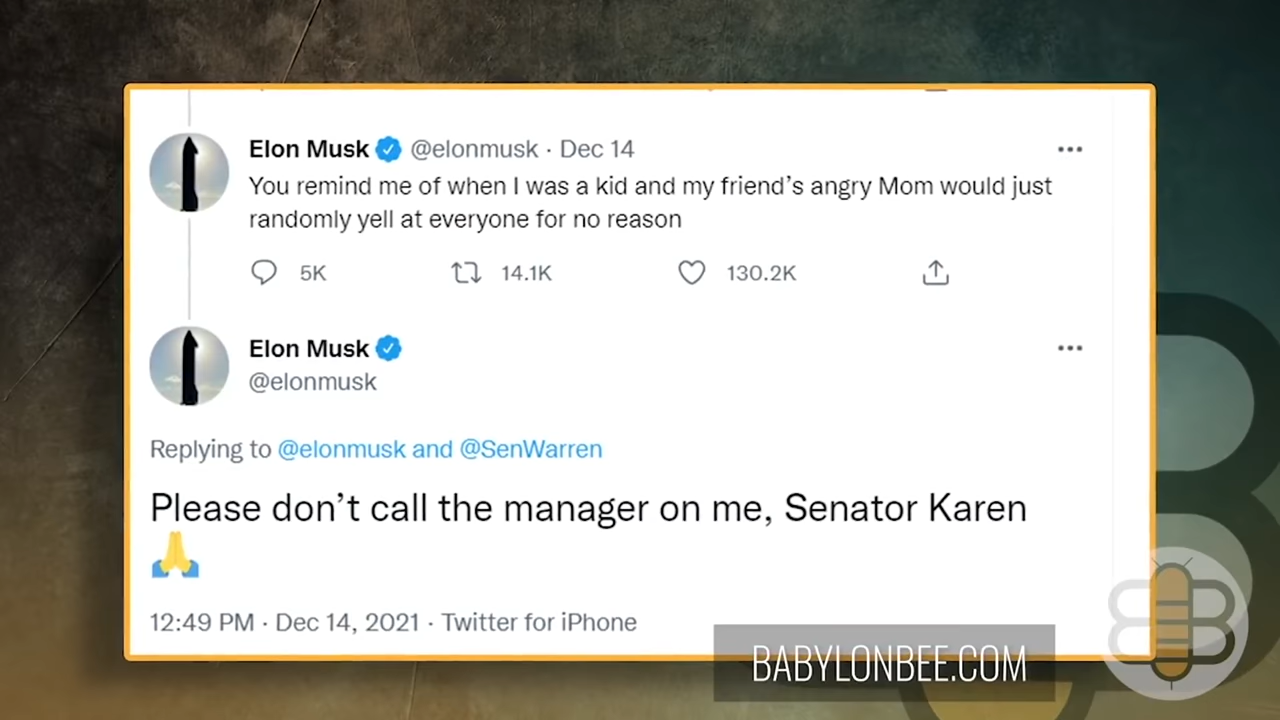 Elon Musk @elonmusk · Dec 14
You remind me of when I was a kid and my friend’s angry Mom would just
randomly yell at everyone for no reason
5K 14.1K 130.2K
Elon Musk
@elonmusk
Replying to @elonmusk and @SenWarren
Please don’t call the manager on me, Senator Karen
🙏
12:49 PM · Dec 14, 2021 · Twitter for iPhone
BABYLONBEE.COM